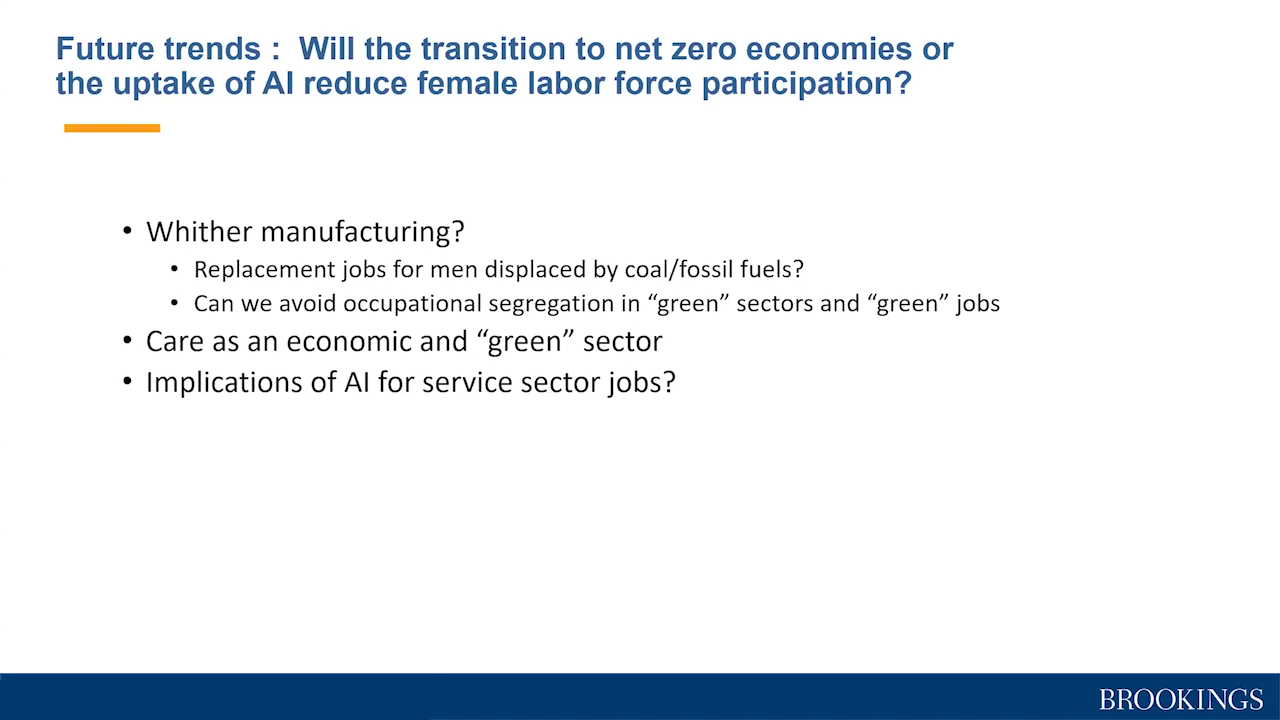 Future trends :  Will the transition to net zero economies or
the uptake of AI reduce female labor force participation?
• Whither manufacturing?
• Replacement jobs for men displaced by coal/fossil fuels?
• Can we avoid occupational segregation in “green” sectors and “green” jobs
• Care as an economic and “green” sector
• Implications of AI for service sector jobs?
BROOKINGS